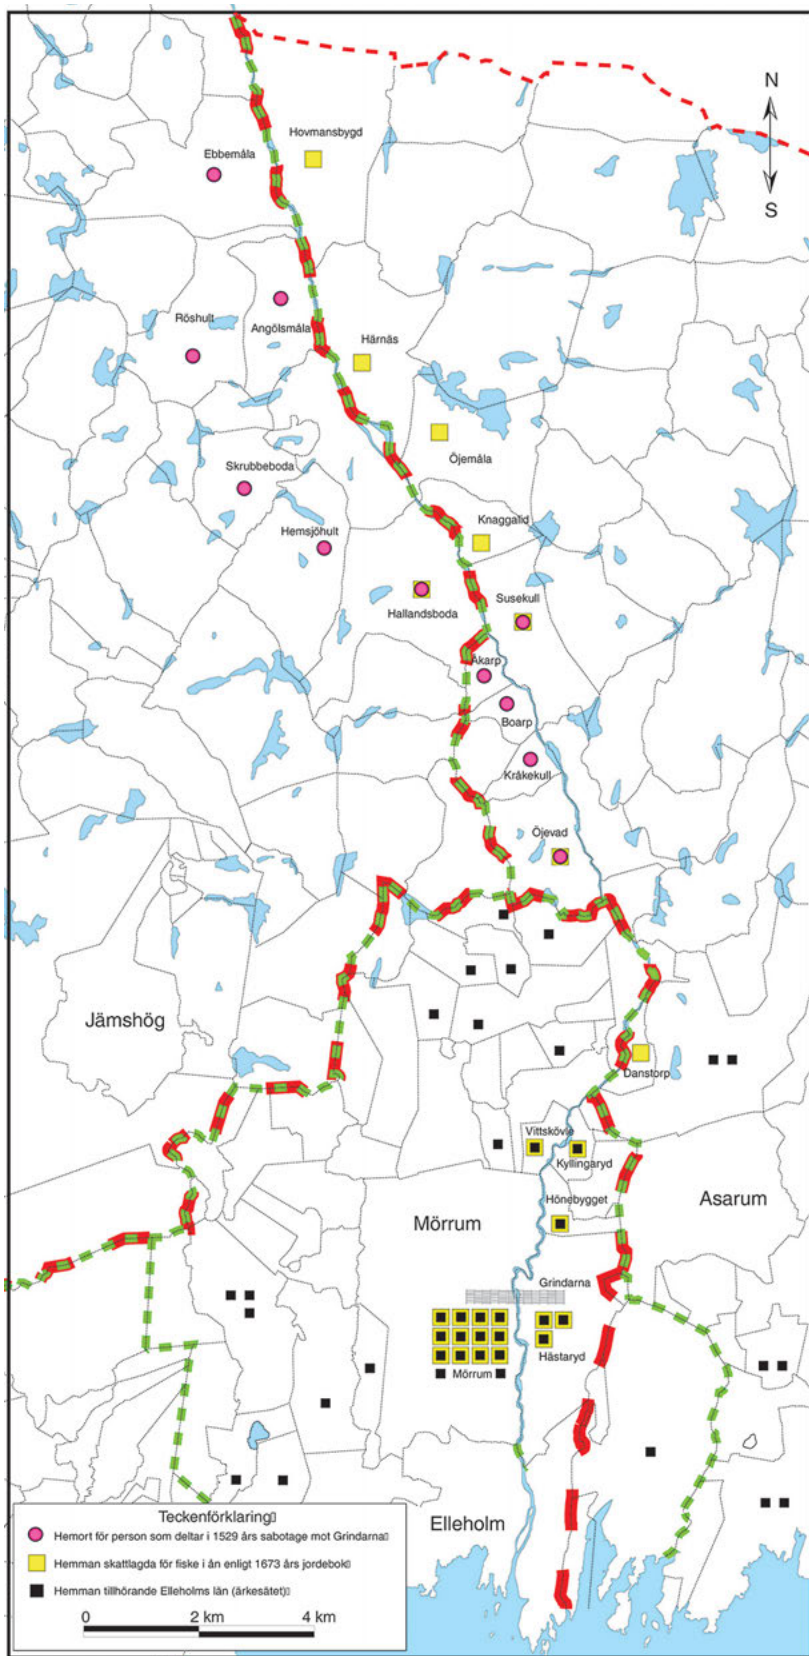 N
S
Hovmansbygd
Ebbemåla
Röshult
Angölsmåla
Härnäs
Öjemåla
Skrubbeboda
Hemsjöhult
Knaggalid
Hallandsboda
Susekull
Åkarp
Boarp
Kråkekull
Öjevad
Jämshög
Danstorp
Vittskövle
Kyllingaryd
Hönebygget
Mörrum
Asarum
Grindarna
Hästaryd
Mörrum
Elleholm
Teckenförklaring
Hemort för person som deltar i 1529 års sabotage mot Grindarna
Hemman skattlagda för fiske i ån enligt 1673 års jordebok
Hemman tillhörande Elleholms län (ärkesätet)
0 2 km 4 km